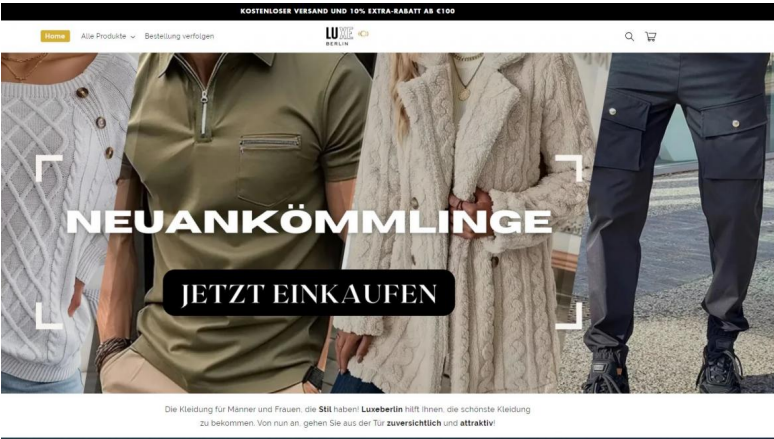 KOSTENLOSER VERSAND UND 10% EXTRA-RABATT AB €100
Home Alle Produkte Bestellung verfolgen
LUXE
BERLIN
NEUANKÖMMLINGE
JETZT EINKAUFEN
Die Kleidung für Männer und Frauen, die Stil haben! Luxeberlin hilft Ihnen, die schönste Kleidung
zu bekommen. Von nun an, gehen Sie aus der Tür zuversichtlich und attraktiv!